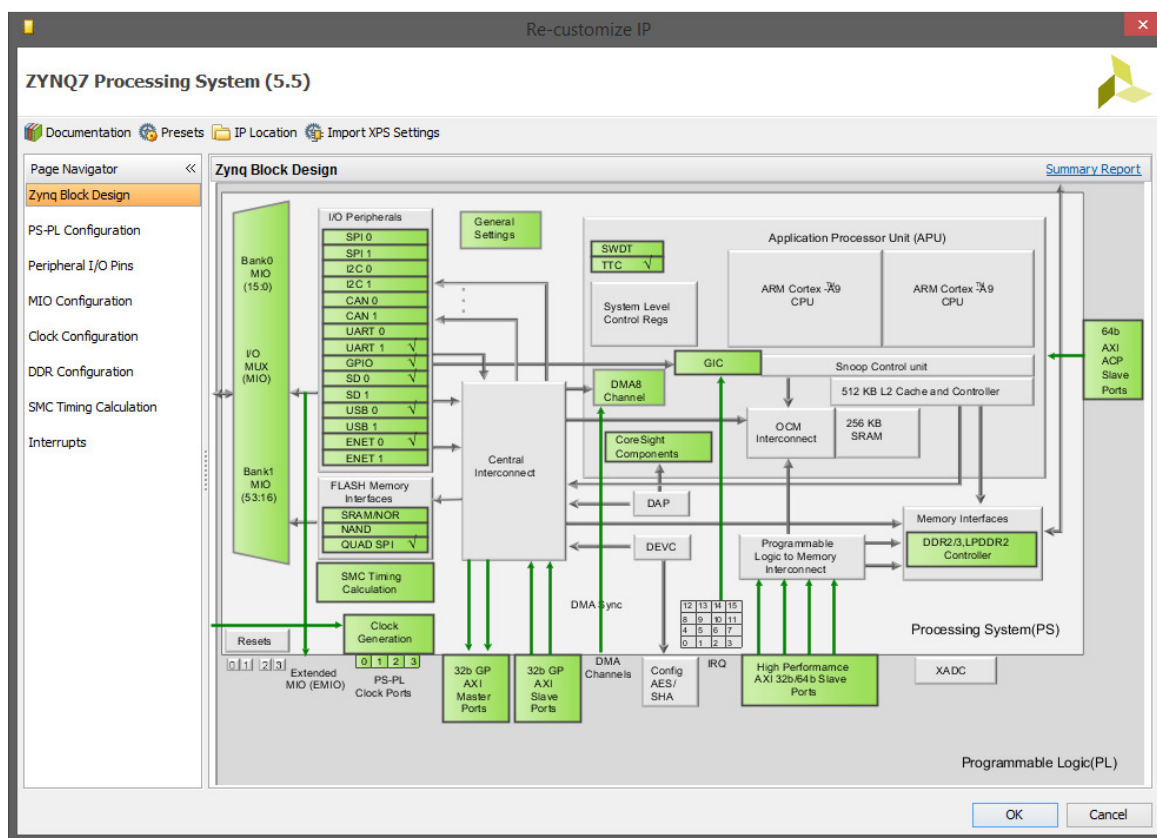 Re-customize IP
ZYNQ7 Processing System (5.5)
Documentation Presets IP Location Import XPS Settings
Page Navigator
Zynq Block Design
PS-PL Configuration
Peripheral I/O Pins
MIO Configuration
Clock Configuration
DDR Configuration
SMC Timing Calculation
Interrupts
Zynq Block Design
Summary Report
Bank0
MIO
(15:0)
I/O
MUX
(MIO)
Bank1
MIO
(53:16)
I/O Peripherals
SPI 0
SPI 1
I2C 0
I2C 1
CAN 0
CAN 1
UART 0
UART 1 √
GPIO √
SD 0 √
SD 1
USB 0 √
USB 1
ENET 0 √
ENET 1
FLASH Memory
Interfaces
SRAM/NOR
NAND
QUAD SPI √
SMC Timing
Calculation
General
Settings
Application Processor Unit (APU)
SWDT
TTC √
System Level
Control Regs
ARM Cortex -A9
CPU
ARM Cortex -A9
CPU
GIC
Snoop Control unit
512 KB L2 Cache and Controller
DMA8
Channel
OCM
Interconnect
256 KB
SRAM
CoreSight
Components
Central
Interconnect
DAP
DEVC
Programmable
Logic to Memory
Interconnect
Memory Interfaces
DDR2/3,LPDDR2
Controller
64b
AXI
ACP
Slave
Ports
Resets
0 1 2 3
Clock
Generation
0 1 2 3
Extended
MIO (EMIO)
PS-PL
Clock Ports
32b GP
AXI
Master
Ports
32b GP
AXI
Slave
Ports
DMA Sync
DMA
Channels
Config
AES/
SHA
12 13 14 15
8 9 10 11
4 5 6 7
0 1 2 3
IRQ
High Performamce
AXI 32b/64b Slave
Ports
Processing System(PS)
XADC
Programmable Logic(PL)
OK
Cancel